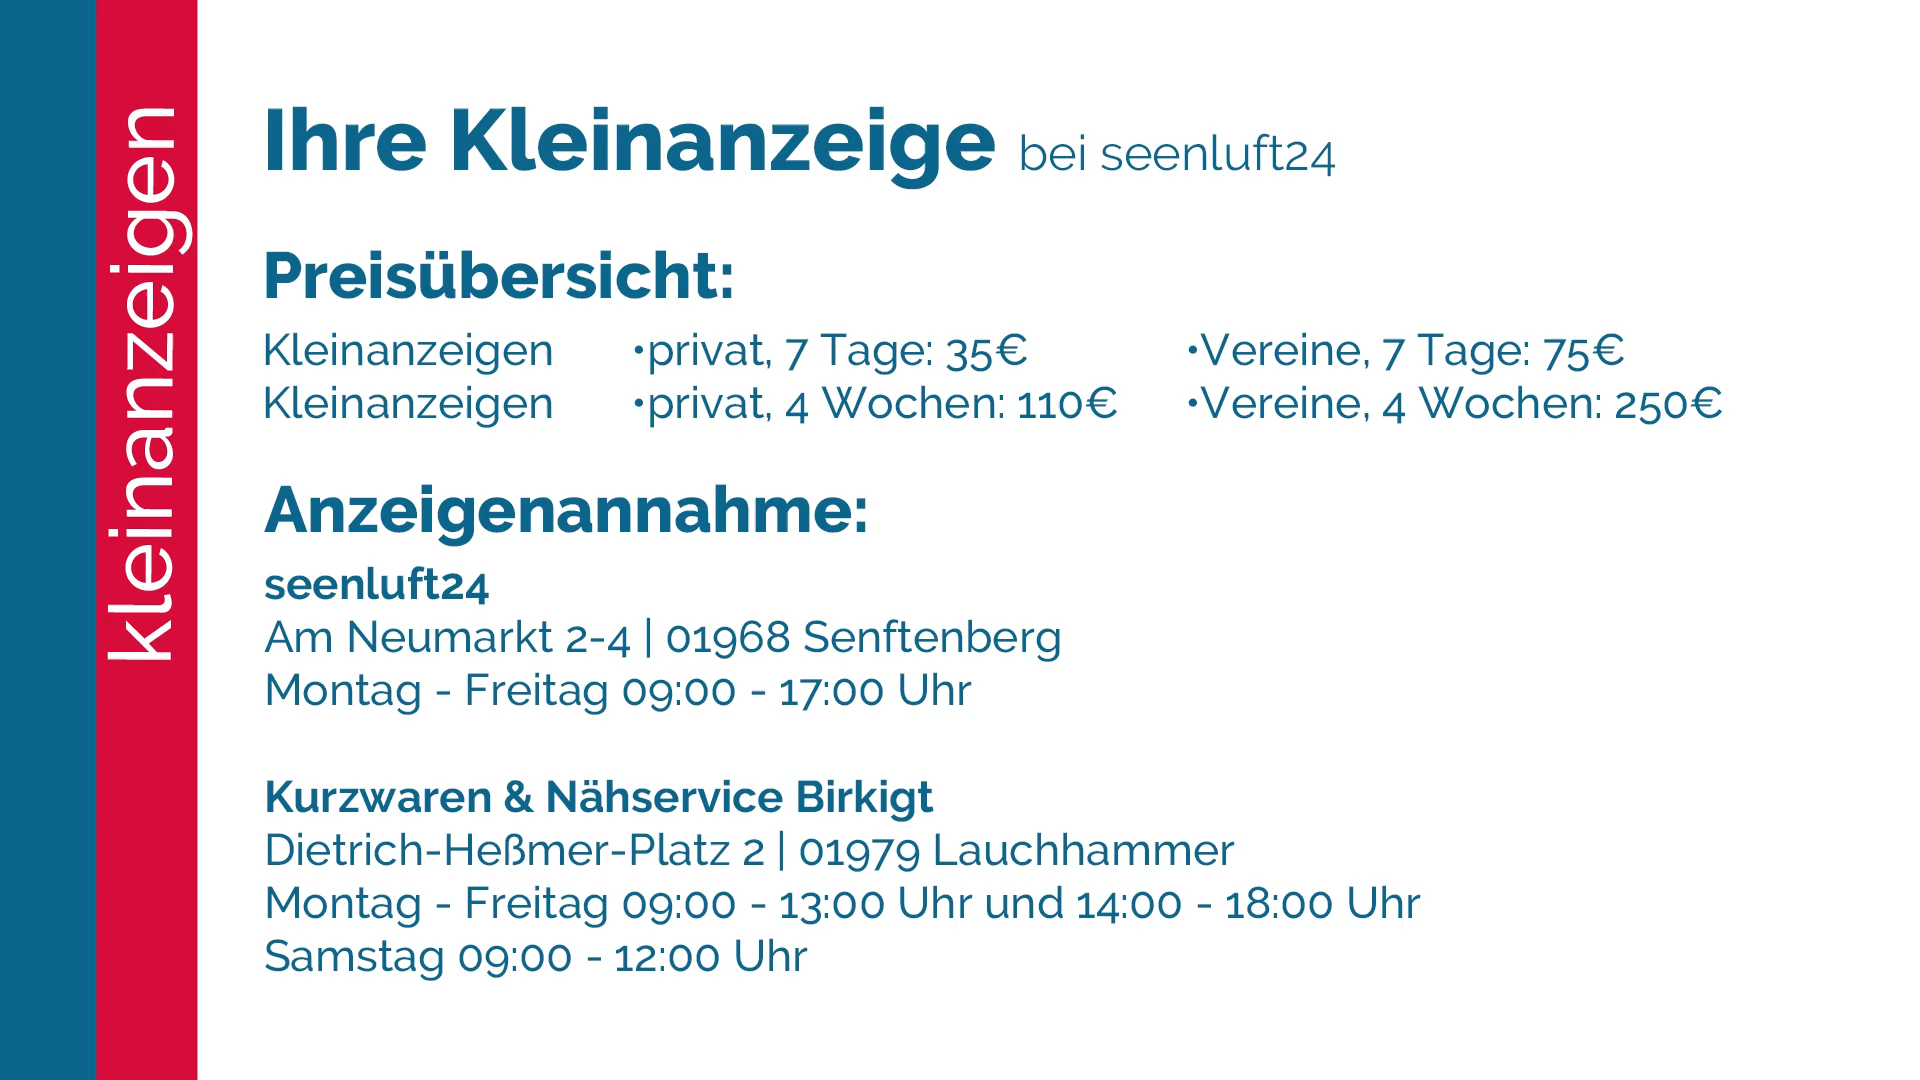 kleinanzeigen
Ihre Kleinanzeige bei seenluft24
Preisübersicht:
Kleinanzeigen •privat, 7 Tage: 35€ •Vereine, 7 Tage: 75€
Kleinanzeigen •privat, 4 Wochen: 110€ •Vereine, 4 Wochen: 250€
Anzeigenannahme:
seenluft24
Am Neumarkt 2-4 | 01968 Senftenberg
Montag - Freitag 09:00 - 17:00 Uhr
Kurzwaren & Nähservice Birkigt
Dietrich-Heßmer-Platz 2 | 01979 Lauchhammer
Montag - Freitag 09:00 - 13:00 Uhr und 14:00 - 18:00 Uhr
Samstag 09:00 - 12:00 Uhr